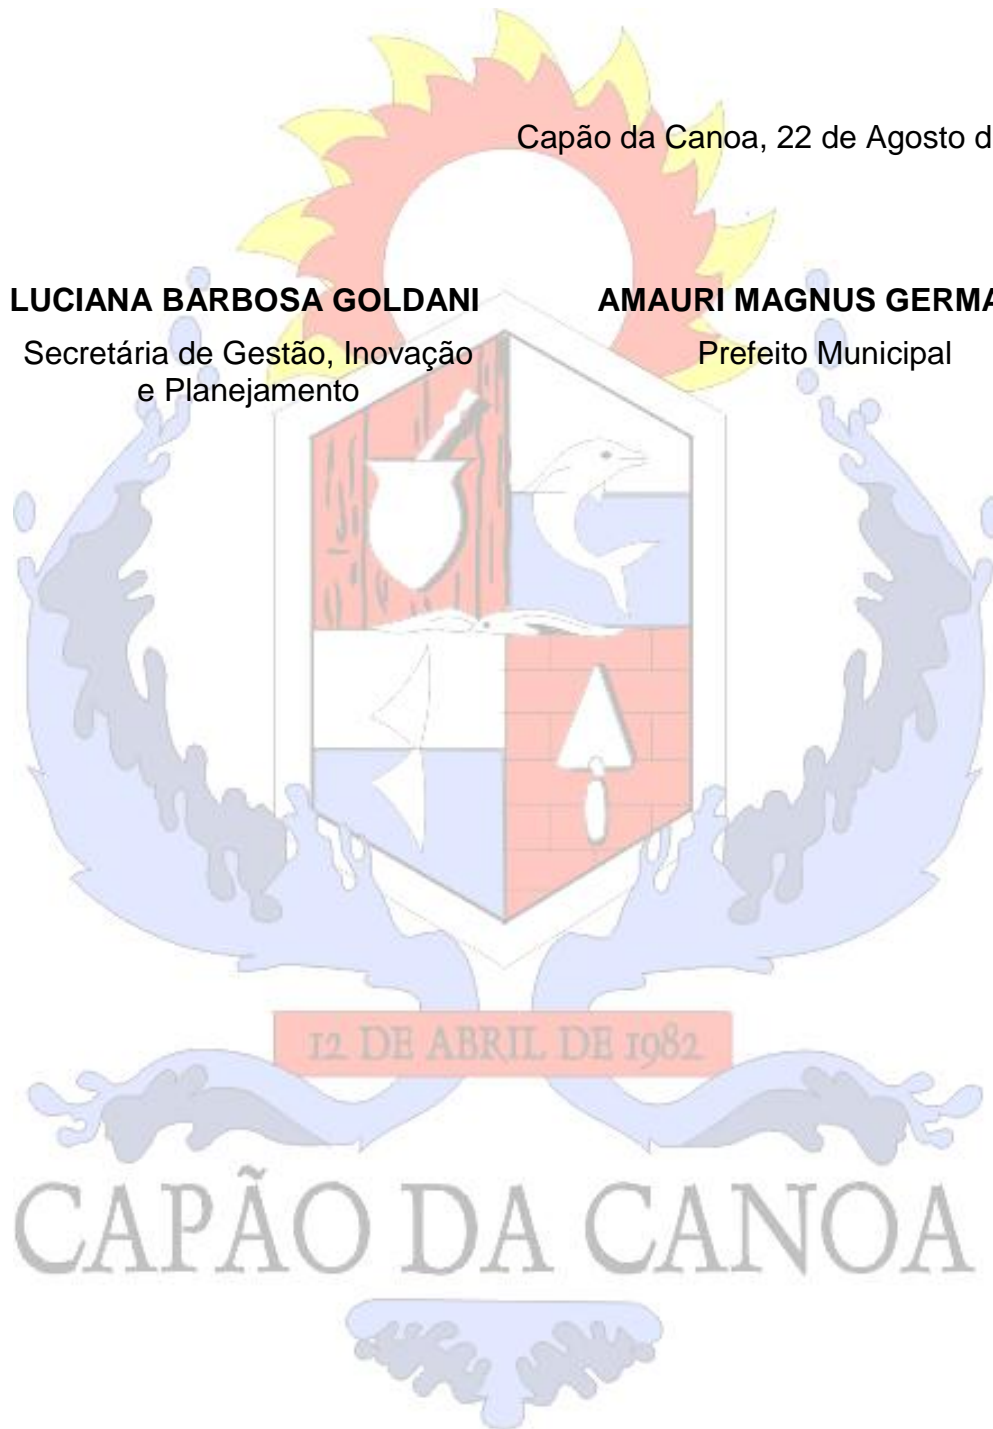 Capão da Canoa, 22 de Agosto d
LUCIANA BARBOSA GOLDANI
AMAURI MAGNUS GERMA
Secretária de Gestão, Inovação
e Planejamento
Prefeito Municipal
12 DE ABRIL DE 1982
CAPÃO DA CANOA